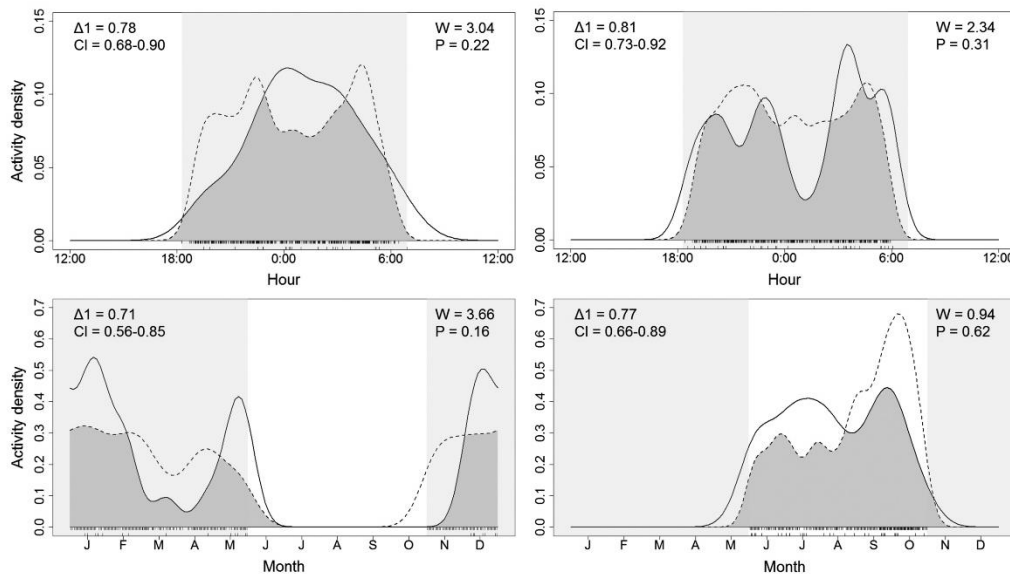 Δ1 = 0.78
CI = 0.68-0.90
W = 3.04
P = 0.22
Activity density
0.15
0.10
0.05
0.00
12:00 18:00 0:00 6:00 12:00
Hour
Δ1 = 0.81
CI = 0.73-0.92
W = 2.34
P = 0.31
0.15
0.10
0.05
0.00
12:00 18:00 0:00 6:00 12:00
Hour
Δ1 = 0.71
CI = 0.56-0.85
W = 3.66
P = 0.16
Activity density
0.7
0.6
0.5
0.4
0.3
0.2
0.1
0.0
J F M A M J J A S O N D
Month
Δ1 = 0.77
CI = 0.66-0.89
W = 0.94
P = 0.62
0.7
0.6
0.5
0.4
0.3
0.2
0.1
0.0
J F M A M J J A S O N D
Month